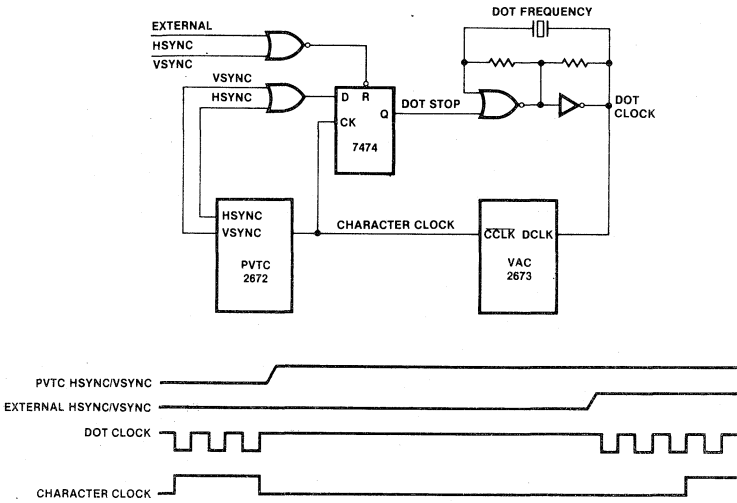 DOT FREQUENCY
EXTERNAL
HSYNC
VSYNC
VSYNC
HSYNC
D R
Q
CK
7474
DOT STOP
DOT
CLOCK
HSYNC
VSYNC
PVTC
2672
CHARACTER CLOCK
CCLK DCLK
VAC
2673
PVTC HSYNC/VSYNC
EXTERNAL HSYNC/VSYNC
DOT CLOCK
CHARACTER CLOCK